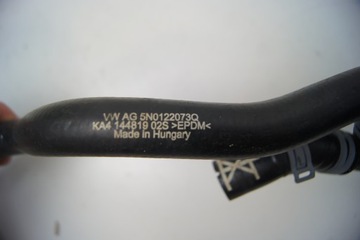 VW AG 5N0122073Q
KA4 144819 02S >EPDM<
Made in Hungary